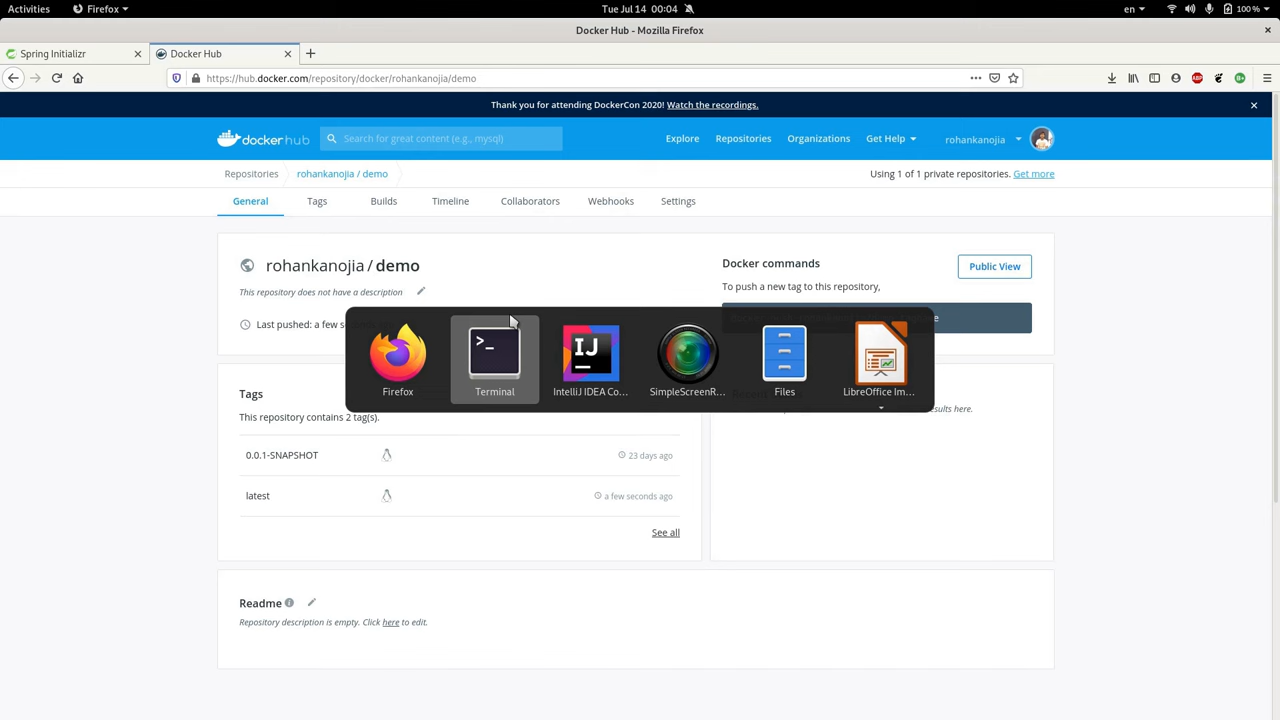 Activities
Firefox
Tue Jul 14 00:04
en
100 %
Docker Hub - Mozilla Firefox
Spring Initializr
Docker Hub
https://hub.docker.com/repository/docker/rohankanojia/demo
Thank you for attending DockerCon 2020! Watch the recordings.
dockerhub
Search for great content (e.g., mysql)
Explore
Repositories
Organizations
Get Help
rohankanojia
Repositories
rohankanojia / demo
Using 1 of 1 private repositories. Get more
General
Tags
Builds
Timeline
Collaborators
Webhooks
Settings
rohankanojia / demo
This repository does not have a description
Last pushed: a few se
Docker commands
Public View
To push a new tag to this repository,
Firefox
>_
Terminal
IJ
IntelliJ IDEA Co...
SimpleScreenR...
Files
LibreOffice Im...
Tags
This repository contains 2 tag(s).
results here.
0.0.1-SNAPSHOT
23 days ago
latest
a few seconds ago
See all
Readme
Repository description is empty. Click here to edit.